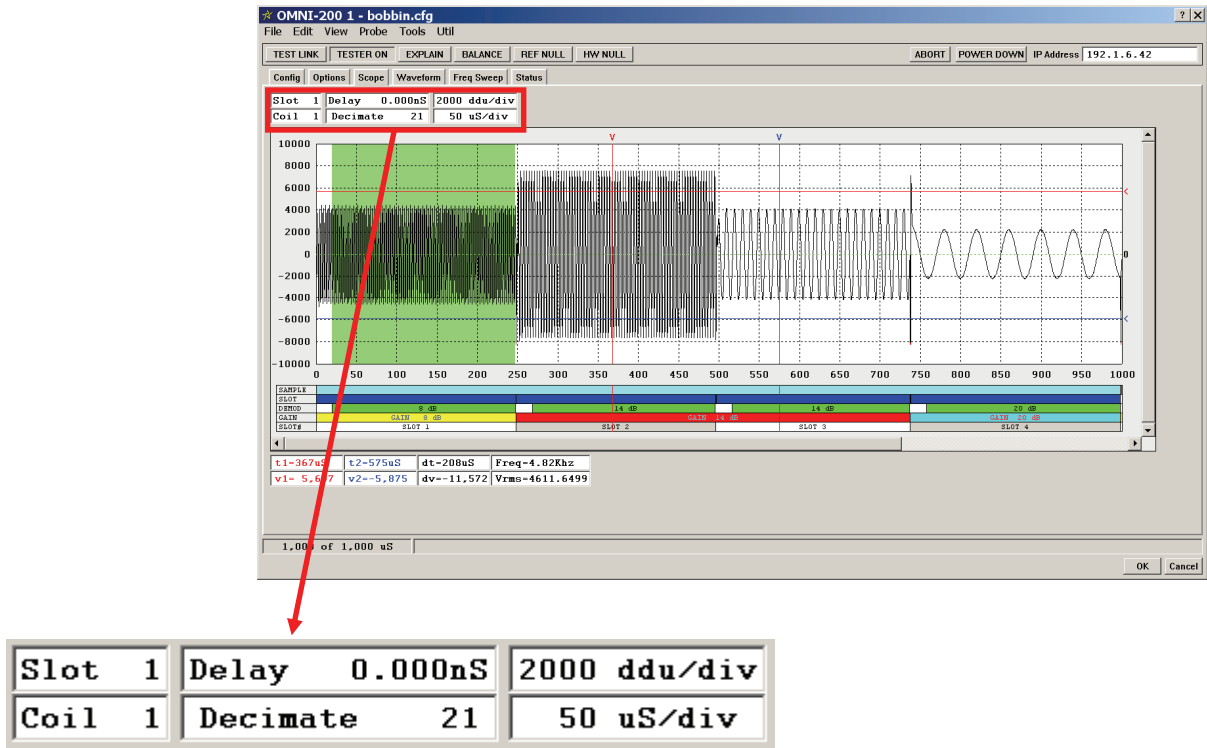 OMNI-200 1 - bobbin.cfg
File Edit View Probe Tools Util
TEST LINK TESTER ON EXPLAIN BALANCE REF NULL HW NULL ABORT POWER DOWN IP Address 192.1.6.42
Config Options Scope Waveform Freq Sweep Status
Slot 1 Delay 0.000nS 2000 ddu/div
Coil 1 Decimate 21 50 uS/div
V V
10000
8000
6000
4000
2000
0 0
-2000
-4000
-6000
-8000
-10000
0 50 100 150 200 250 300 350 400 450 500 550 600 650 700 750 800 850 900 950 1000
SAMPLE
SLOT
DEMOD 8 dB 14 dB 14 dB 20 dB
GAIN GAIN 8 dB GAIN 14 dB GAIN 20 dB
SLOT# SLOT 1 SLOT 2 SLOT 3 SLOT 4
t1-367uS t2-575uS dt-208uS Freq-4.82Khz
v2=-5,875 dv=-11,572 Vrms=4611.6499
1,000 of 1,000 uS
OK Cancel
Slot 1 Delay 0.000nS 2000 ddu/div
Coil 1 Decimate 21 50 uS/div